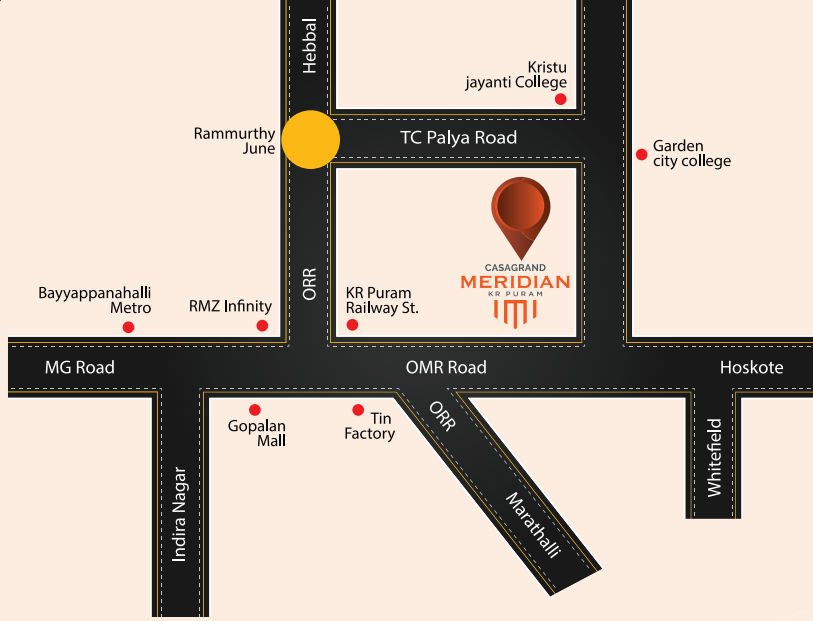 Hebbal
Kristu
jayanti College
Rammurthy
June
TC Palya Road
Garden
city college
CASAGRAND
MERIDIAN
KR PURAM
ORR
Bayyappanahalli
Metro
RMZ Infinity
KR Puram
Railway St.
MG Road
OMR Road
Hoskote
Gopalan
Mall
Tin
Factory
ORR
Marathalli
Indira Nagar
Whitefield